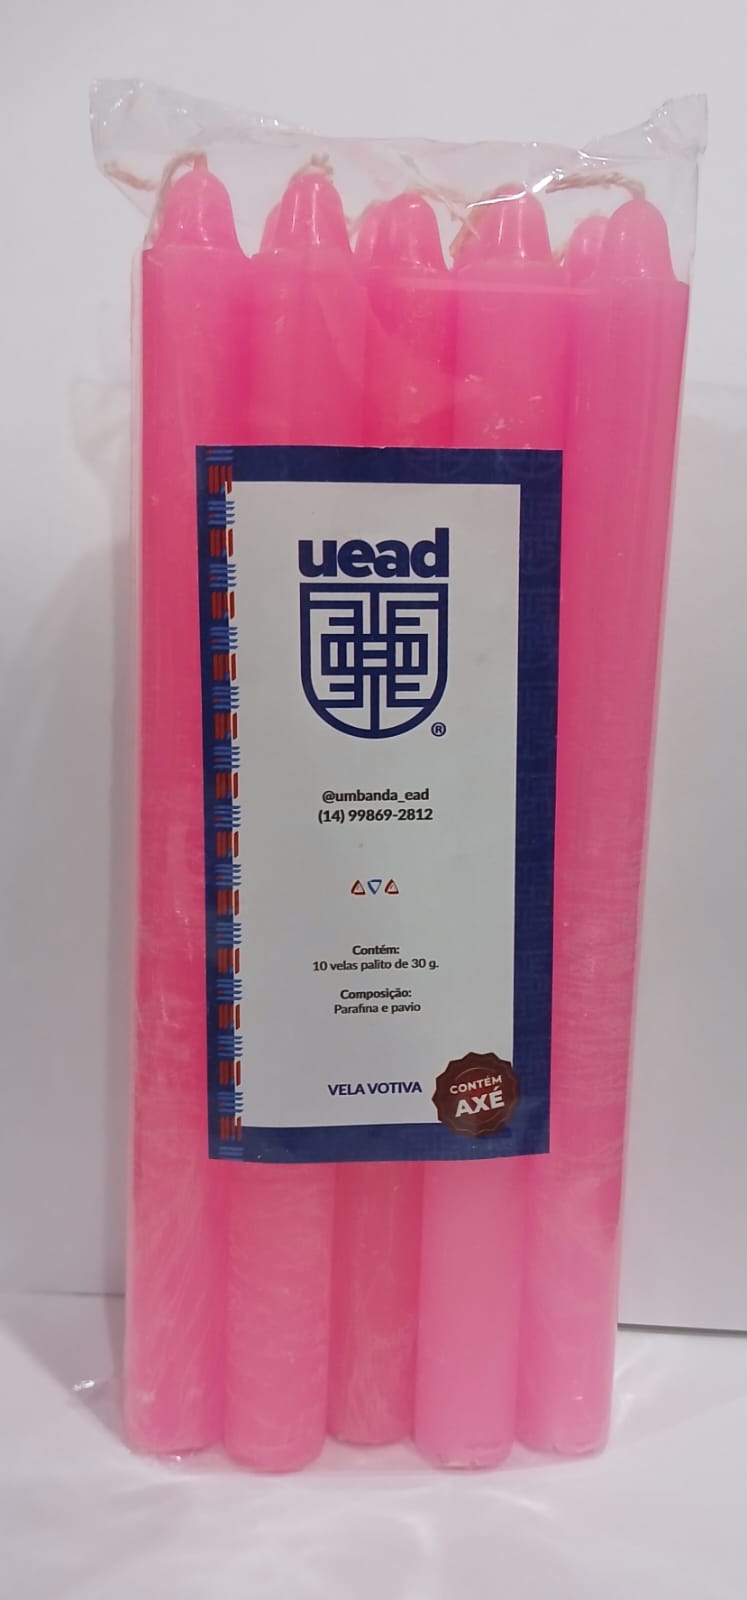 uead
®
@umbanda_ead
(14) 99869-2812
Contém:
10 velas palito de 30 g.
Composição:
Parafina e pavio
VELA VOTIVA
CONTÉM
AXÉ